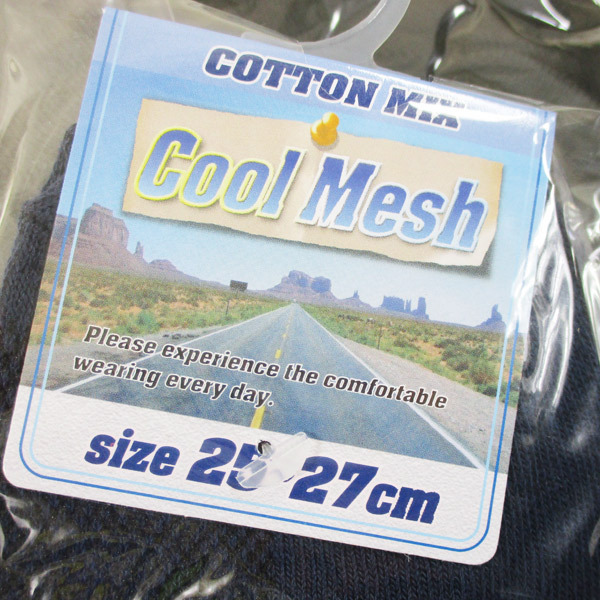 COTTON MIX
Cool Mesh
Please experience the comfortable
wearing every day.
size 25 27cm